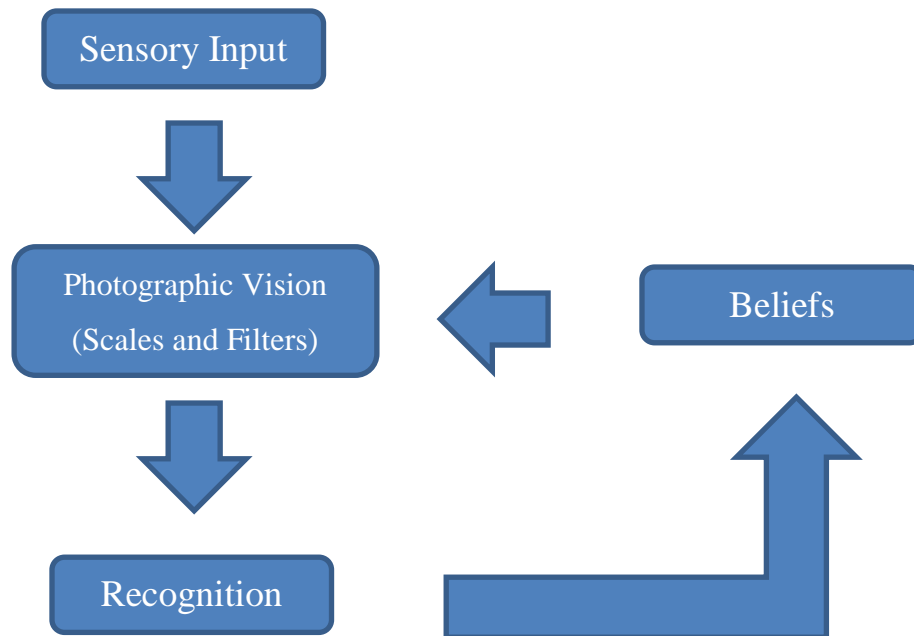 Sensory Input
Photographic Vision
(Scales and Filters)
Beliefs
Recognition